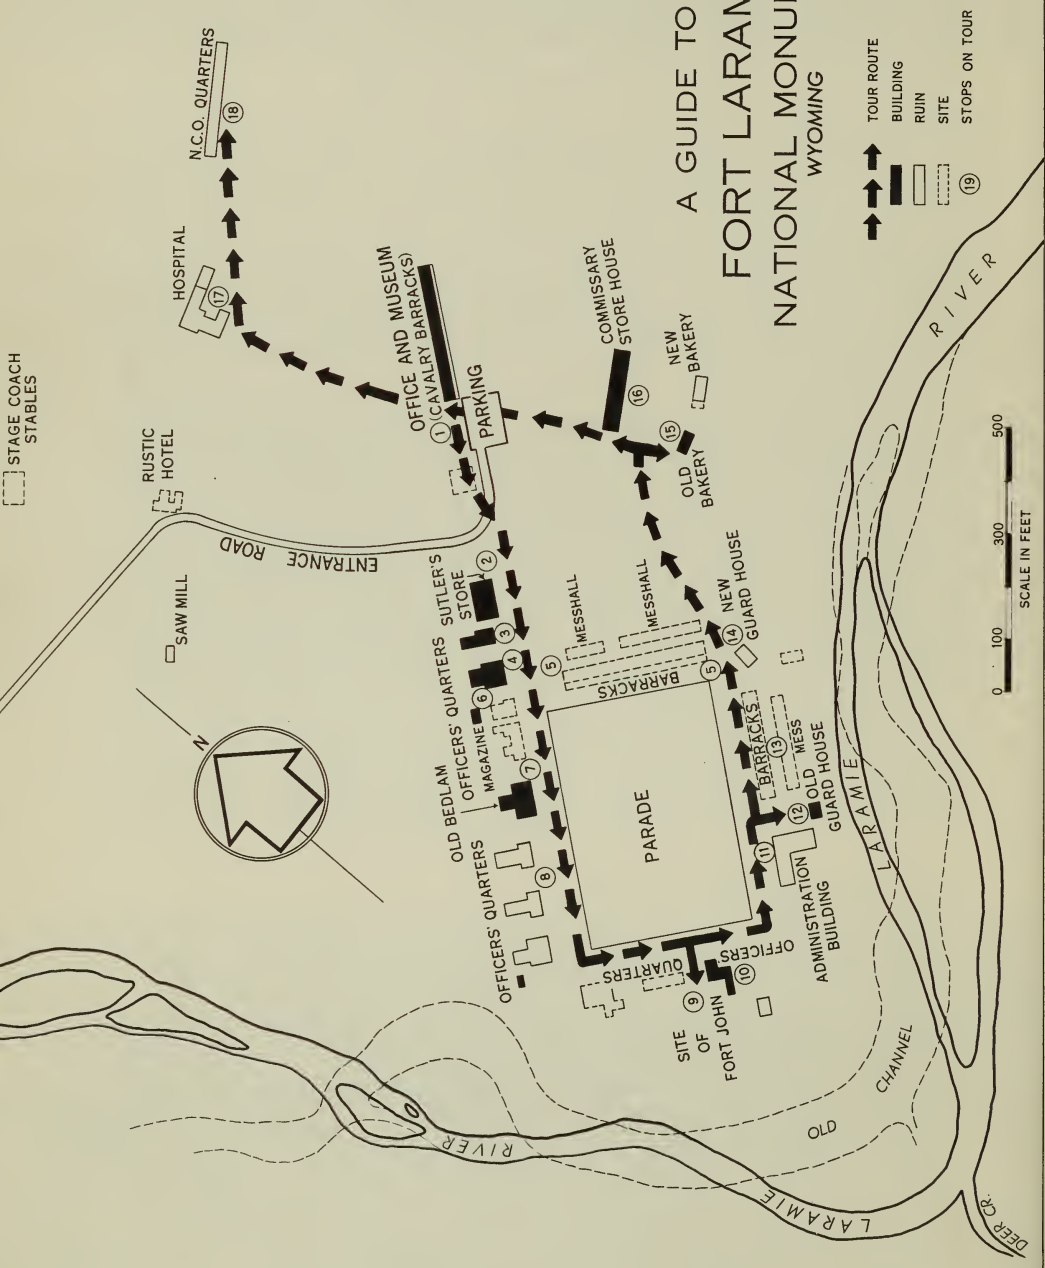 A GUIDE TO
FORT LARAM
NATIONAL MONU
WYOMING
TOUR ROUTE
BUILDING
RUIN
SITE
19 STOPS ON TOUR
STAGE COACH
STABLES
N.C.O. QUARTERS
18
HOSPITAL
17
RUSTIC
HOTEL
SAW MILL
ENTRANCE ROAD
N
OFFICE AND MUSEUM
(CAVALRY BARRACKS)
1
PARKING
COMMISSARY
STORE HOUSE
16
NEW
BAKERY
15
OLD
BAKERY
SUTLER'S
STORE
2
3
OFFICERS' QUARTERS
4
5
6
MAGAZINE
OLD BEDLAM
7
OFFICERS' QUARTERS
8
MESSHALL
MESSHALL
BARRACKS
5
NEW
GUARD HOUSE
14
PARADE
BARRACKS
13
MESS
OLD
GUARD HOUSE
12
11
ADMINISTRATION
BUILDING
OFFICERS'
QUARTERS
10
9
SITE
OF
FORT JOHN
LARAMIE
RIVER
OLD
CHANNEL
LARAMIE
RIVER
DEER CR.
0 100 300 500
SCALE IN FEET